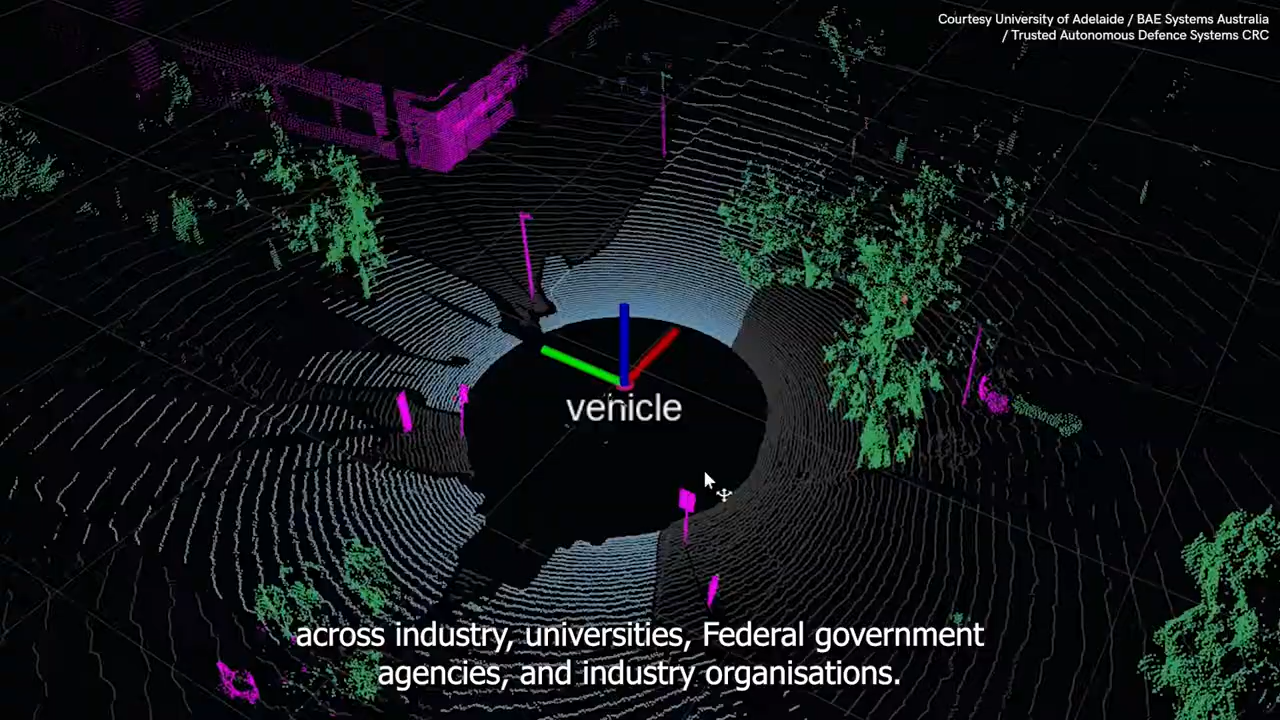 Courtesy University of Adelaide / BAE Systems Australia
/ Trusted Autonomous Defence Systems CRC
vehicle
across industry, universities, Federal government
agencies, and industry organisations.